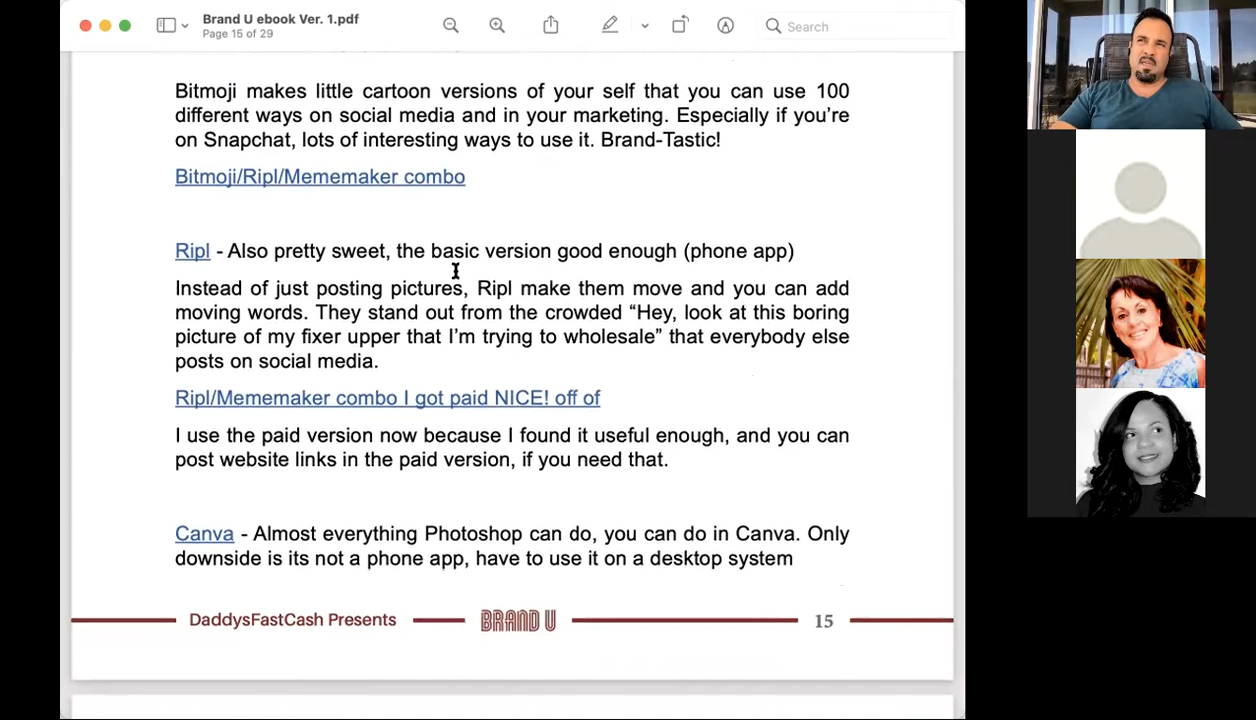 Brand U ebook Ver. 1.pdf
Page 15 of 29
Search
Bitmoji makes little cartoon versions of your self that you can use 100
different ways on social media and in your marketing. Especially if you're
on Snapchat, lots of interesting ways to use it. Brand-Tastic!
Bitmoji/Ripl/Mememaker combo
Ripl - Also pretty sweet, the basic version good enough (phone app)
Instead of just posting pictures, Ripl make them move and you can add
moving words. They stand out from the crowded “Hey, look at this boring
picture of my fixer upper that I'm trying to wholesale” that everybody else
posts on social media.
Ripl/Mememaker combo I got paid NICE! off of
I use the paid version now because I found it useful enough, and you can
post website links in the paid version, if you need that.
Canva - Almost everything Photoshop can do, you can do in Canva. Only
downside is its not a phone app, have to use it on a desktop system
DaddysFastCash Presents BRAND U 15